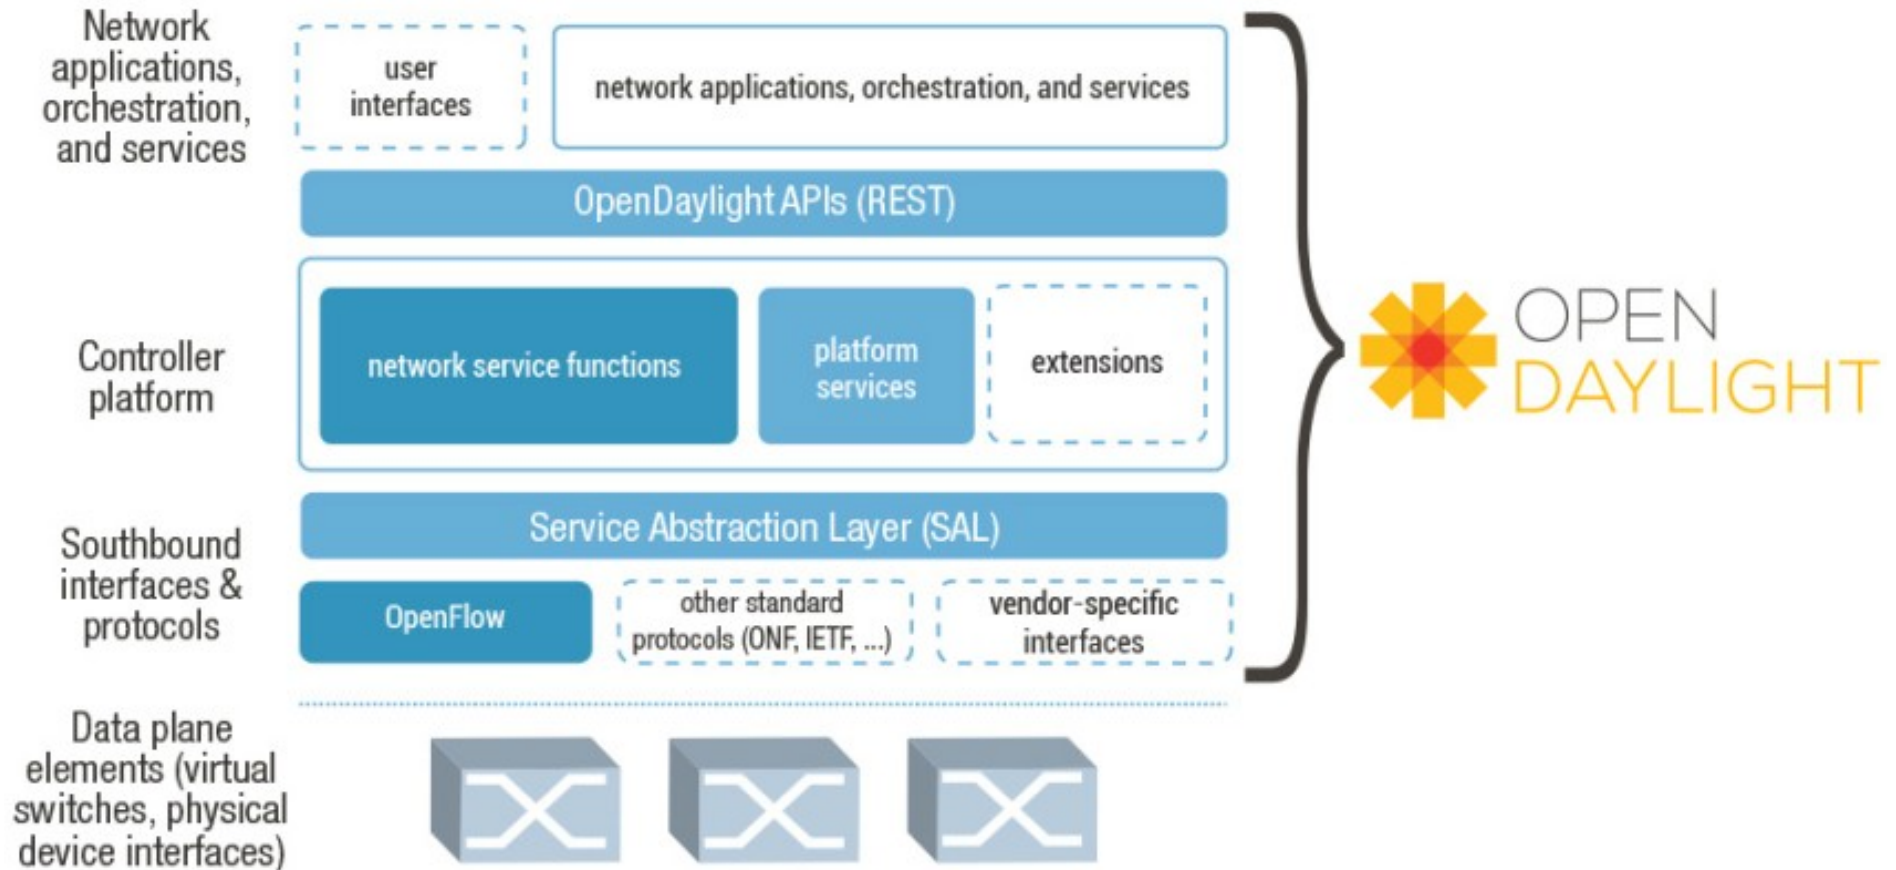 Network
applications,
orchestration,
and services
user
interfaces
network applications, orchestration, and services
OpenDaylight APIs (REST)
Controller
platform
network service functions
platform
services
extensions
Southbound
interfaces &
protocols
Service Abstraction Layer (SAL)
OpenFlow
other standard
protocols (ONF, IETF, ...)
vendor-specific
interfaces
Data plane
elements (virtual
switches, physical
device interfaces)
OPEN
DAYLIGHT